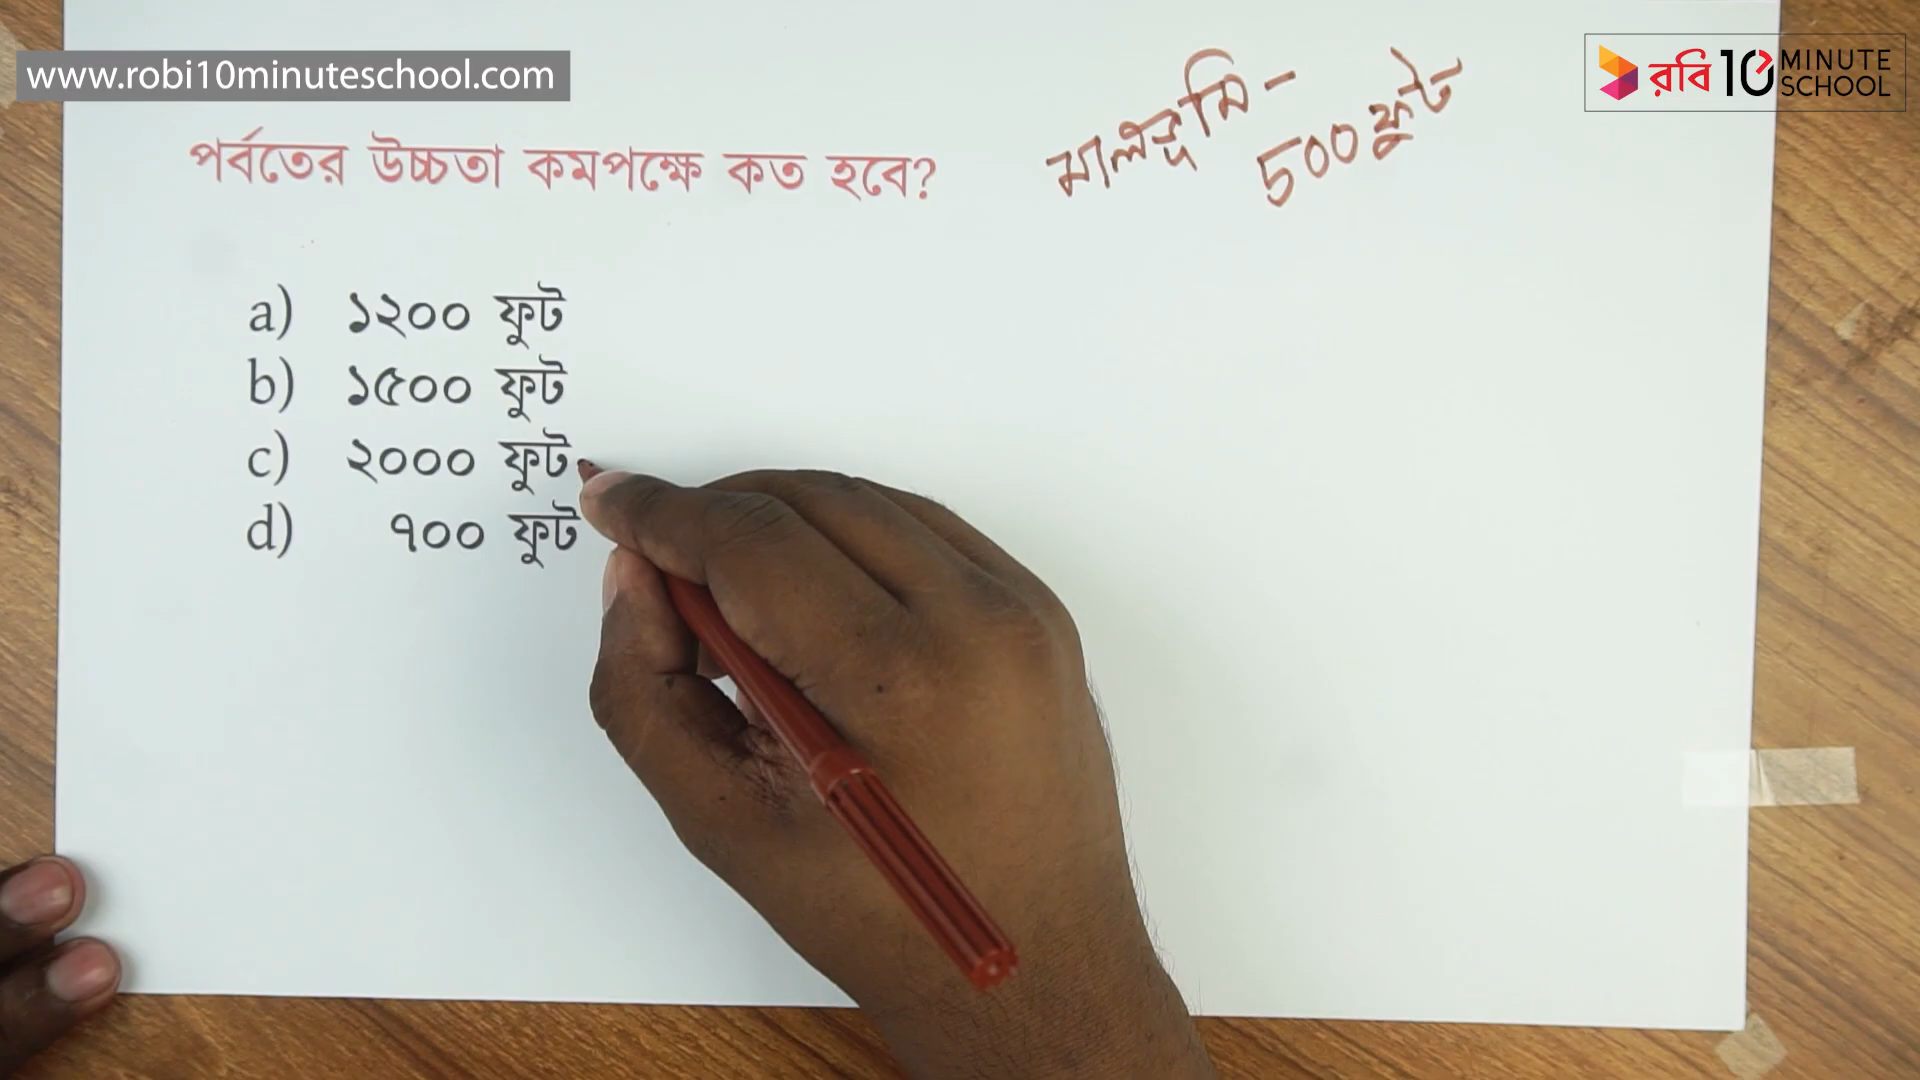 www.robi10minuteschool.com
রবি 10 MINUTE SCHOOL
পর্বতের উচ্চতা কমপক্ষে কত হবে?
মালভূমি -
500 ফুট
a) ১২০০ ফুট
b) ১৫০০ ফুট
c) ২০০০ ফুট
d) ৭০০ ফুট